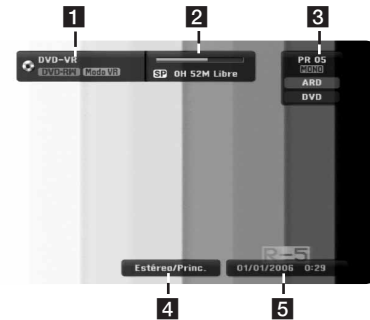 1
2
3
DVD-VR
DVD-RW Modo VR
SP 0H 52M Libre
PR 05
MONO
ARD
DVD
R-5
Estéreo/Princ.
01/01/2006 0:29
4
5